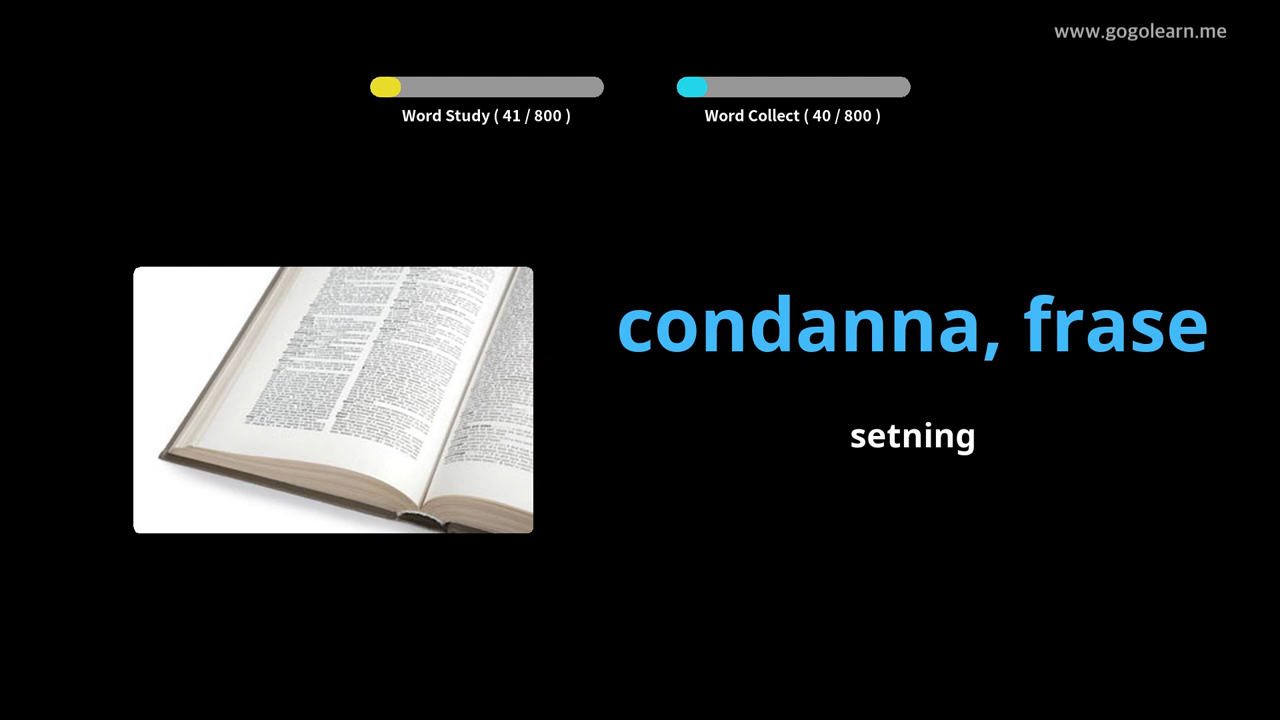 www.gogolearn.me
Word Study ( 41 / 800 )
Word Collect ( 40 / 800 )
condanna, frase
setning